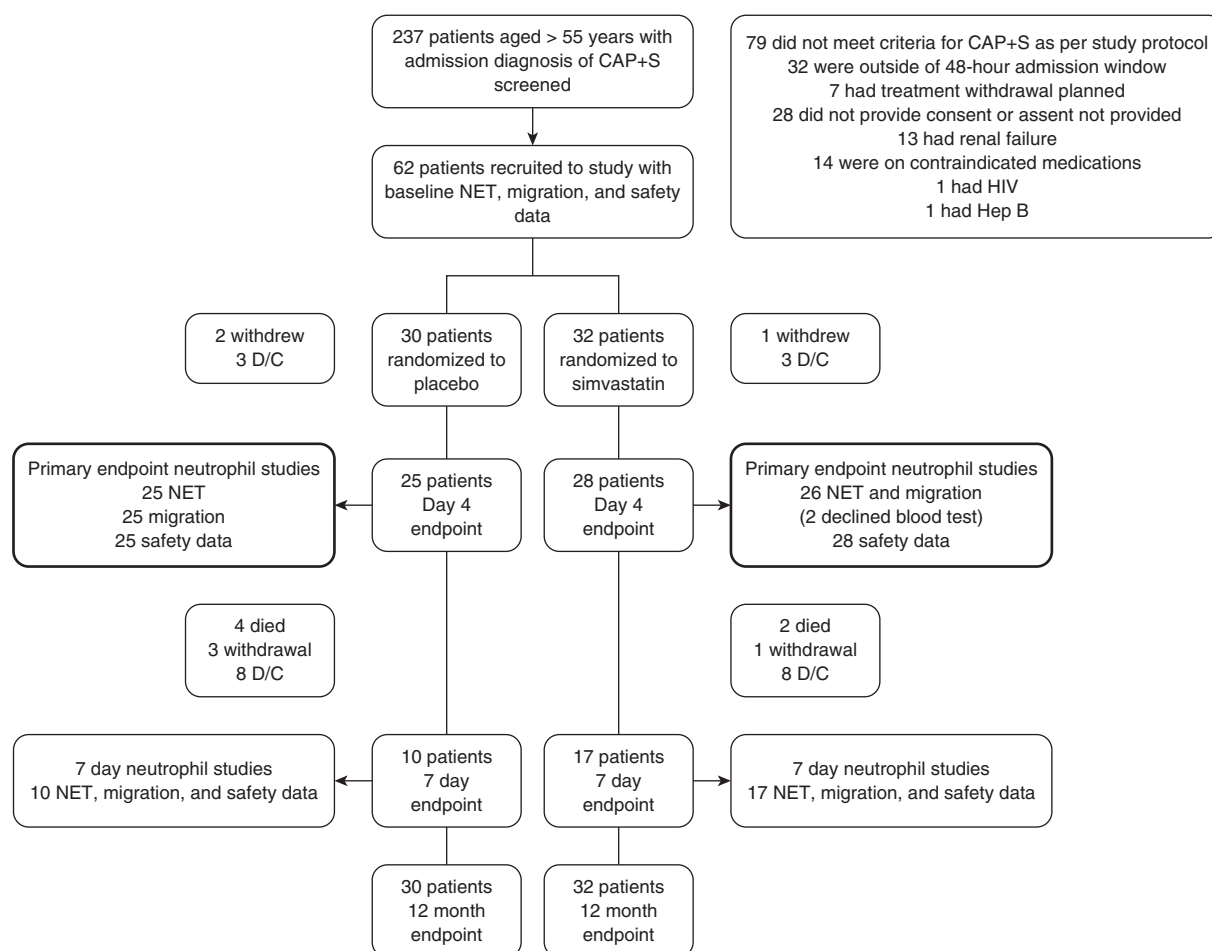 237 patients aged > 55 years with
admission diagnosis of CAP+S
screened
79 did not meet criteria for CAP+S as per study protocol
32 were outside of 48-hour admission window
7 had treatment withdrawal planned
28 did not provide consent or assent not provided
13 had renal failure
14 were on contraindicated medications
1 had HIV
1 had Hep B
62 patients recruited to study with
baseline NET, migration, and safety
data
2 withdrew
3 D/C
30 patients
randomized to
placebo
32 patients
randomized to
simvastatin
1 withdrew
3 D/C
Primary endpoint neutrophil studies
25 NET
25 migration
25 safety data
25 patients
Day 4
endpoint
28 patients
Day 4
endpoint
Primary endpoint neutrophil studies
26 NET and migration
(2 declined blood test)
28 safety data
4 died
3 withdrawal
8 D/C
2 died
1 withdrawal
8 D/C
7 day neutrophil studies
10 NET, migration, and safety data
10 patients
7 day
endpoint
17 patients
7 day
endpoint
7 day neutrophil studies
17 NET, migration, and safety data
30 patients
12 month
endpoint
32 patients
12 month
endpoint